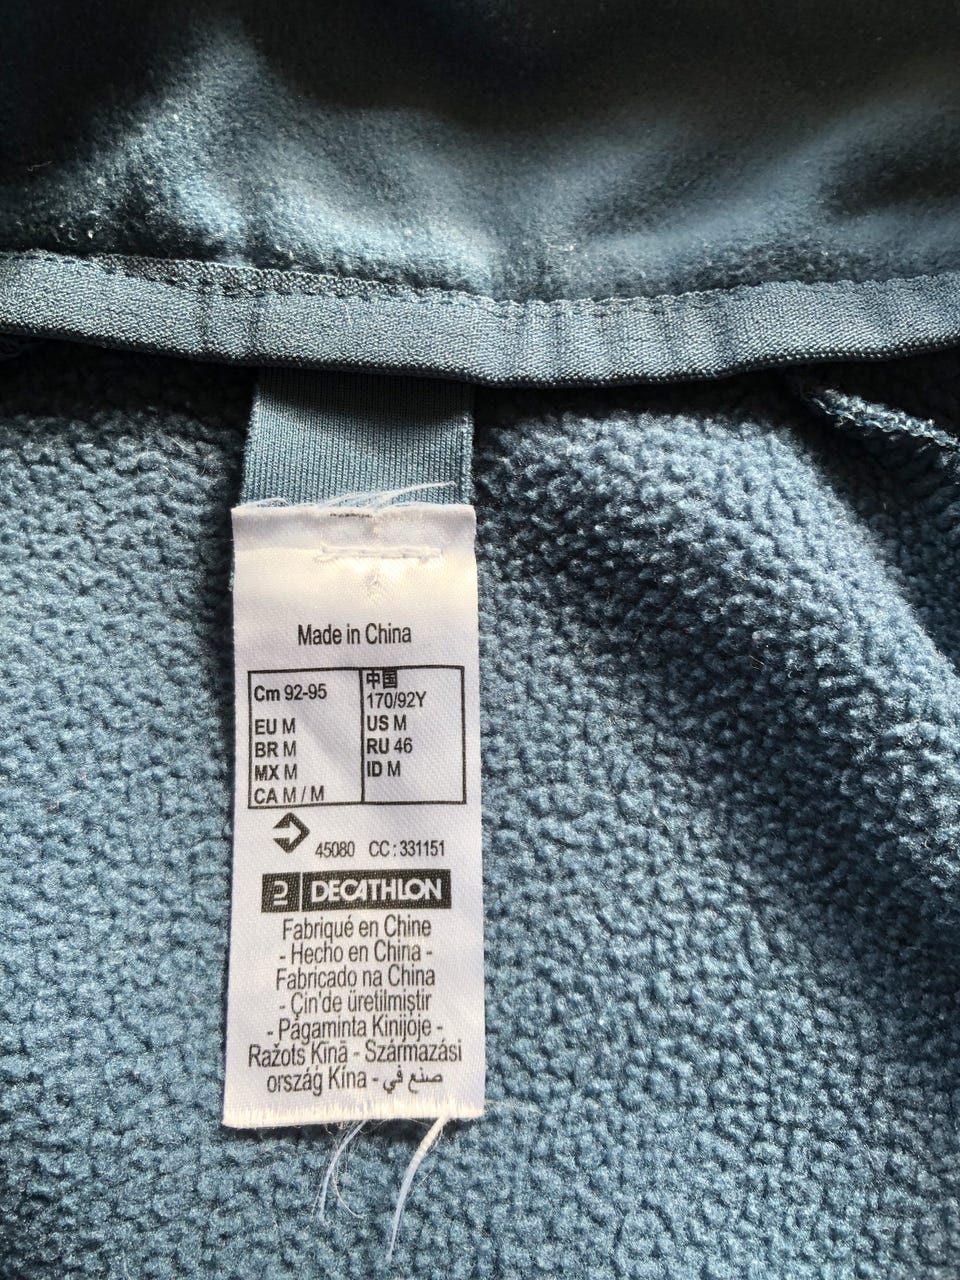 Made in China
Cm 92-95
EU M
BR M
MX M
CA M / M
中国
170/92Y
US M
RU 46
ID M
45080 CC : 331151
DECATHLON
Fabriqué en Chine
- Hecho en China -
Fabricado na China
- Çin'de üretilmiştir
- Pagaminta Kinijoje -
Ražots Ķīnā - Származási
ország Kína - صنع في